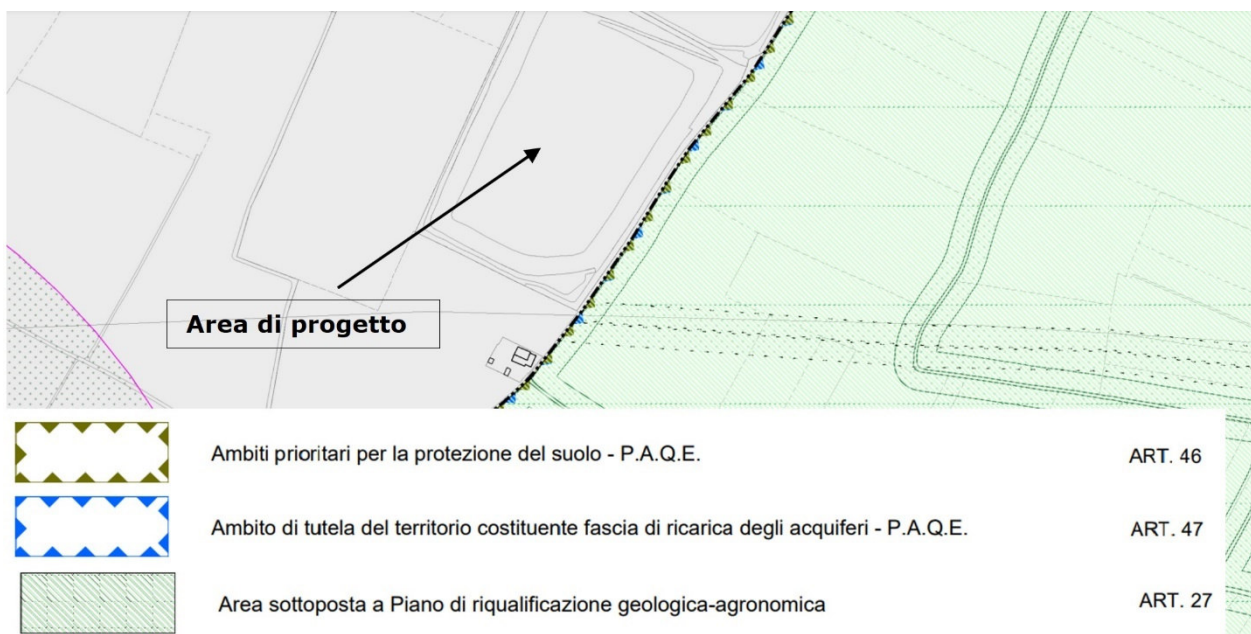 Area di progetto
Ambiti prioritari per la protezione del suolo - P.A.Q.E. ART. 46
Ambito di tutela del territorio costituente fascia di ricarica degli acquiferi - P.A.Q.E. ART. 47
Area sottoposta a Piano di riqualificazione geologica-agronomica ART. 27